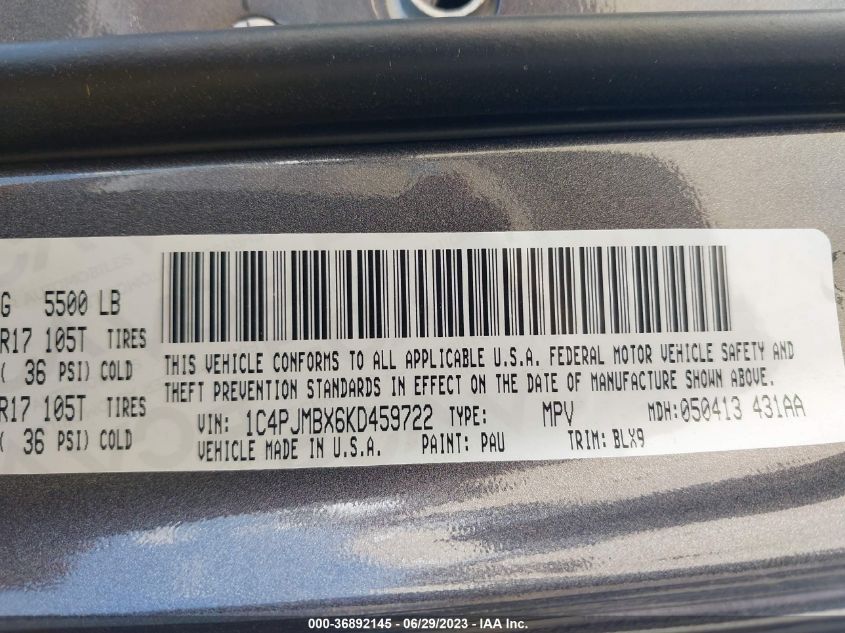 G 5500 LB
R17 105T TIRES
( 36 PSI) COLD
R17 105T TIRES
( 36 PSI) COLD
THIS VEHICLE CONFORMS TO ALL APPLICABLE U.S.A. FEDERAL MOTOR VEHICLE SAFETY AND
THEFT PREVENTION STANDARDS IN EFFECT ON THE DATE OF MANUFACTURE SHOWN ABOVE.
VIN: 1C4PJMBX6KD459722 TYPE: MPV MDH:050413 431AA
VEHICLE MADE IN U.S.A. PAINT: PAU TRIM: BLX9
000-36892145 - 06/29/2023 - IAA Inc.